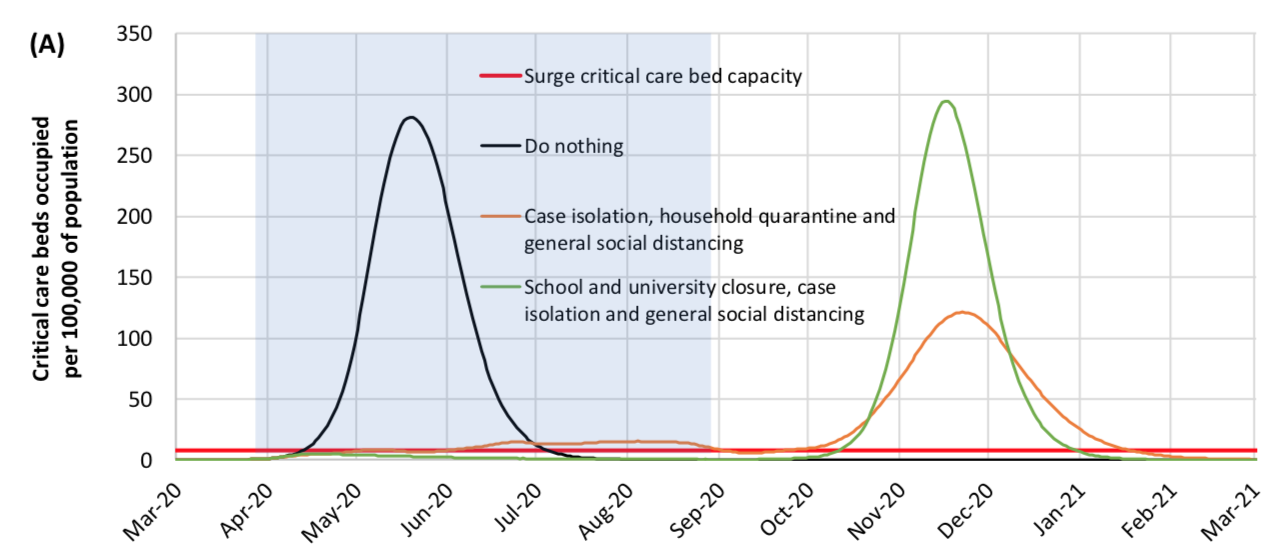 (A)
Critical care beds occupied
per 100,000 of population
350
300
250
200
150
100
50
0
Surge critical care bed capacity
Do nothing
Case isolation, household quarantine and
general social distancing
School and university closure, case
isolation and general social distancing
Mar-20
Apr-20
May-20
Jun-20
Jul-20
Aug-20
Sep-20
Oct-20
Nov-20
Dec-20
Jan-21
Feb-21
Mar-21